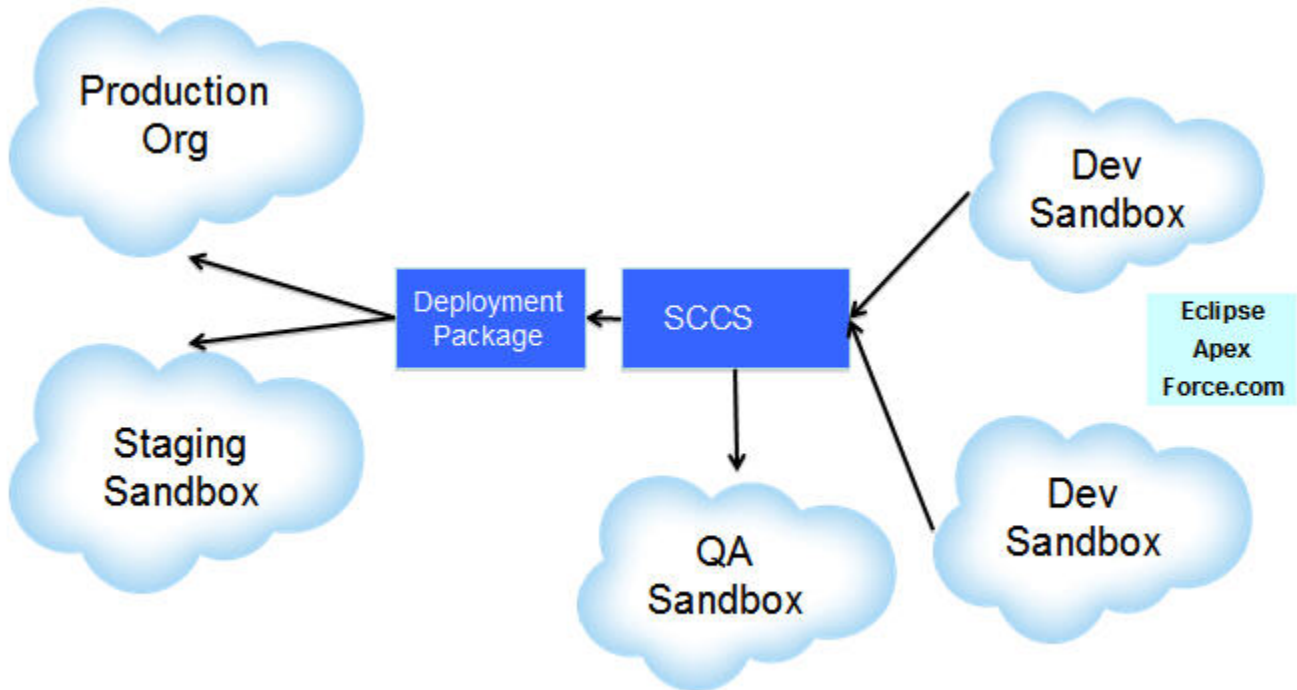 Production
Org
Dev
Sandbox
Deployment
Package
SCCS
Eclipse
Apex
Force.com
Staging
Sandbox
QA
Sandbox
Dev
Sandbox